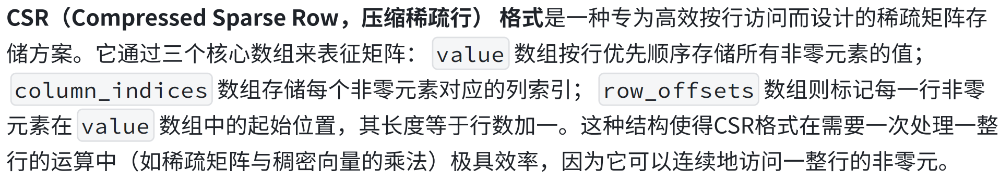 CSR（Compressed Sparse Row，压缩稀疏行） 格式是一种专为高效按行访问而设计的稀疏矩阵存
储方案。它通过三个核心数组来表征矩阵： value 数组按行优先顺序存储所有非零元素的值；
column_indices 数组存储每个非零元素对应的列索引； row_offsets 数组则标记每一行非零
元素在 value 数组中的起始位置，其长度等于行数加一。这种结构使得CSR格式在需要一次处理一整
行的运算中（如稀疏矩阵与稠密向量的乘法）极具效率，因为它可以连续地访问一整行的非零元。